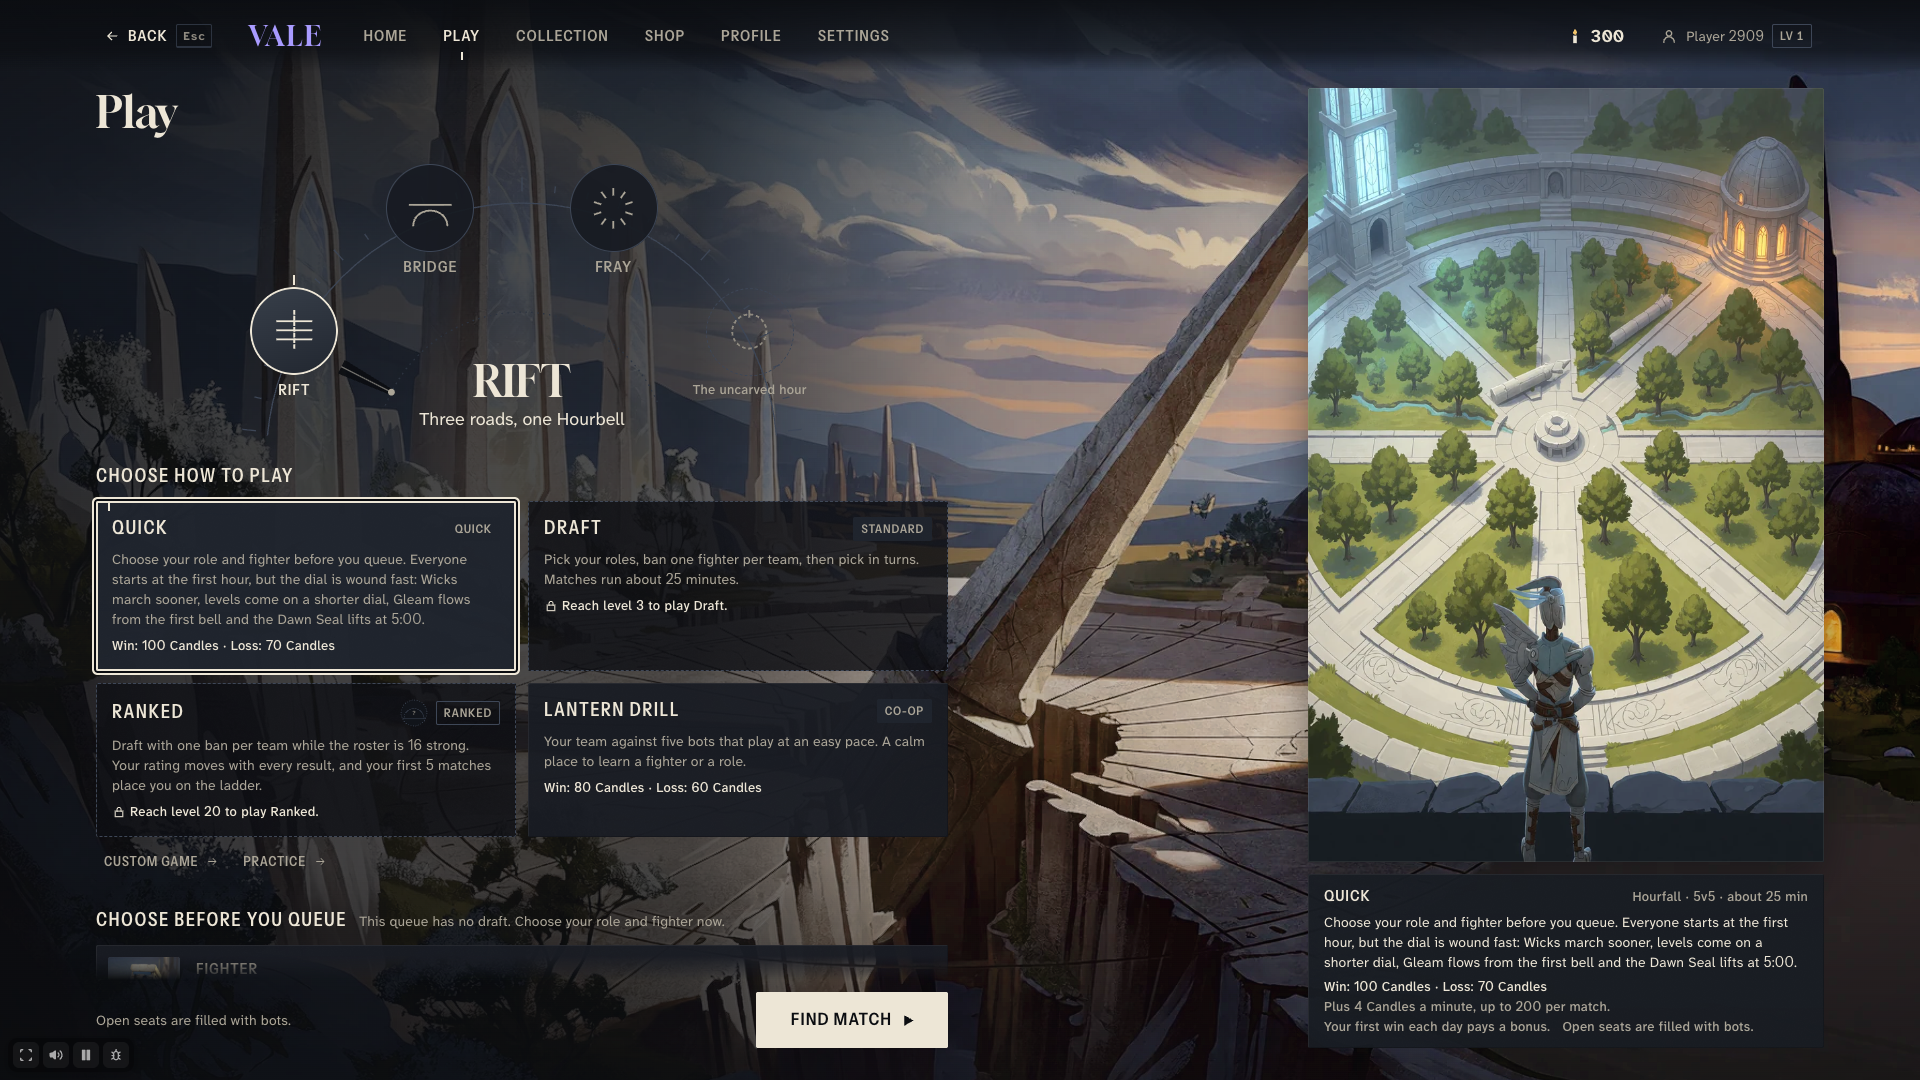 BACK Esc VALE HOME PLAY COLLECTION SHOP PROFILE SETTINGS 300 Player 2909 LV 1
Play
BRIDGE
FRAY
RIFT
RIFT
Three roads, one Hourbell
The uncarved hour
CHOOSE HOW TO PLAY
QUICK QUICK
Choose your role and fighter before you queue. Everyone
starts at the first hour, but the dial is wound fast: Wicks
march sooner, levels come on a shorter dial, Gleam flows
from the first bell and the Dawn Seal lifts at 5:00.
Win: 100 Candles · Loss: 70 Candles
DRAFT STANDARD
Pick your roles, ban one fighter per team, then pick in turns.
Matches run about 25 minutes.
Reach level 3 to play Draft.
RANKED RANKED
Draft with one ban per team while the roster is 16 strong.
Your rating moves with every result, and your first 5 matches
place you on the ladder.
Reach level 20 to play Ranked.
LANTERN DRILL CO-OP
Your team against five bots that play at an easy pace. A calm
place to learn a fighter or a role.
Win: 80 Candles · Loss: 60 Candles
CUSTOM GAME → PRACTICE →
CHOOSE BEFORE YOU QUEUE This queue has no draft. Choose your role and fighter now.
FIGHTER
Open seats are filled with bots.
FIND MATCH
QUICK Hourfall · 5v5 · about 25 min
Choose your role and fighter before you queue. Everyone starts at the first
hour, but the dial is wound fast: Wicks march sooner, levels come on a
shorter dial, Gleam flows from the first bell and the Dawn Seal lifts at 5:00.
Win: 100 Candles · Loss: 70 Candles
Plus 4 Candles a minute, up to 200 per match.
Your first win each day pays a bonus. Open seats are filled with bots.